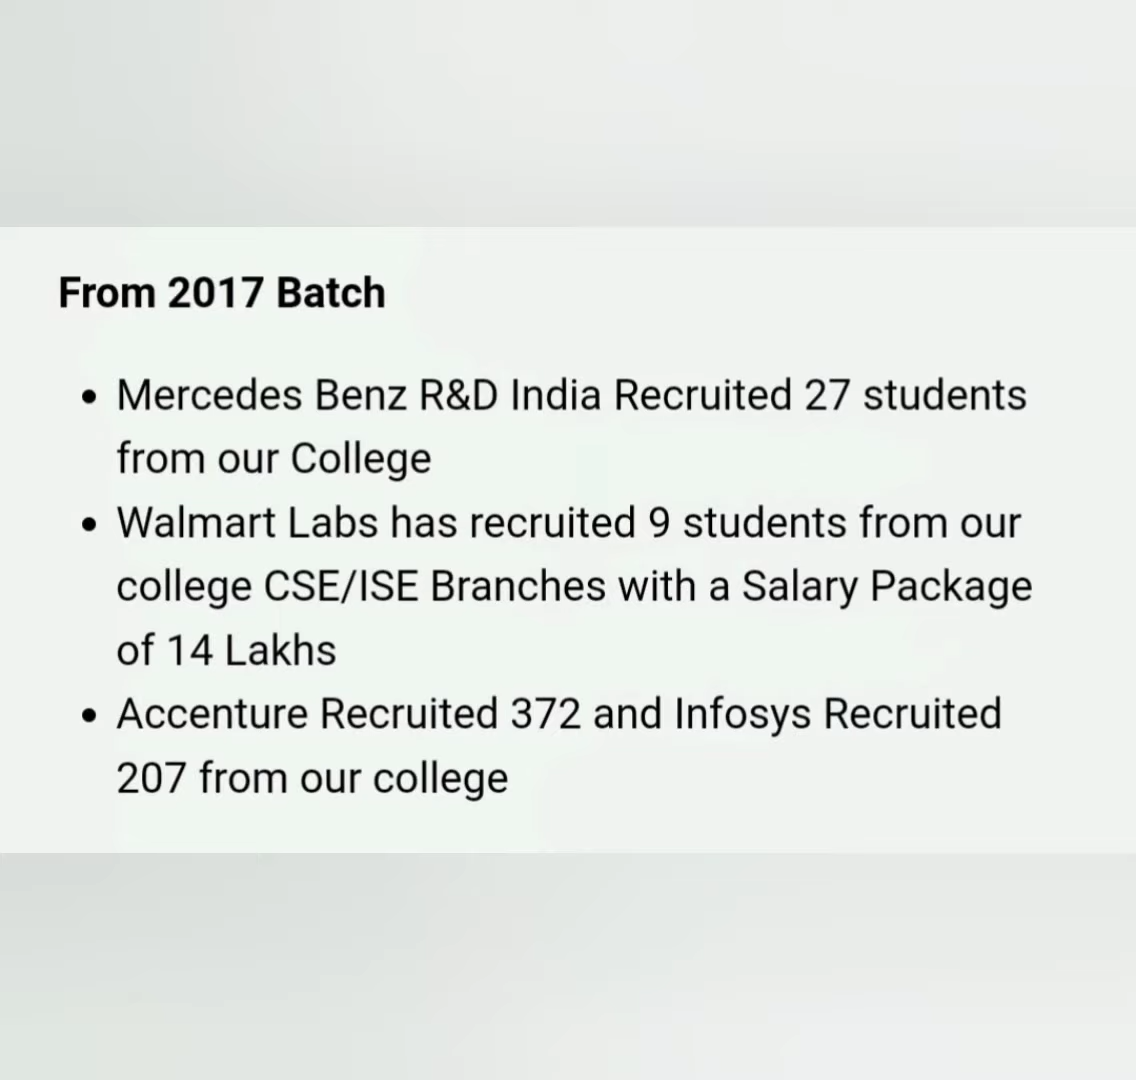 From 2017 Batch
• Mercedes Benz R&D India Recruited 27 students
from our College
• Walmart Labs has recruited 9 students from our
college CSE/ISE Branches with a Salary Package
of 14 Lakhs
• Accenture Recruited 372 and Infosys Recruited
207 from our college